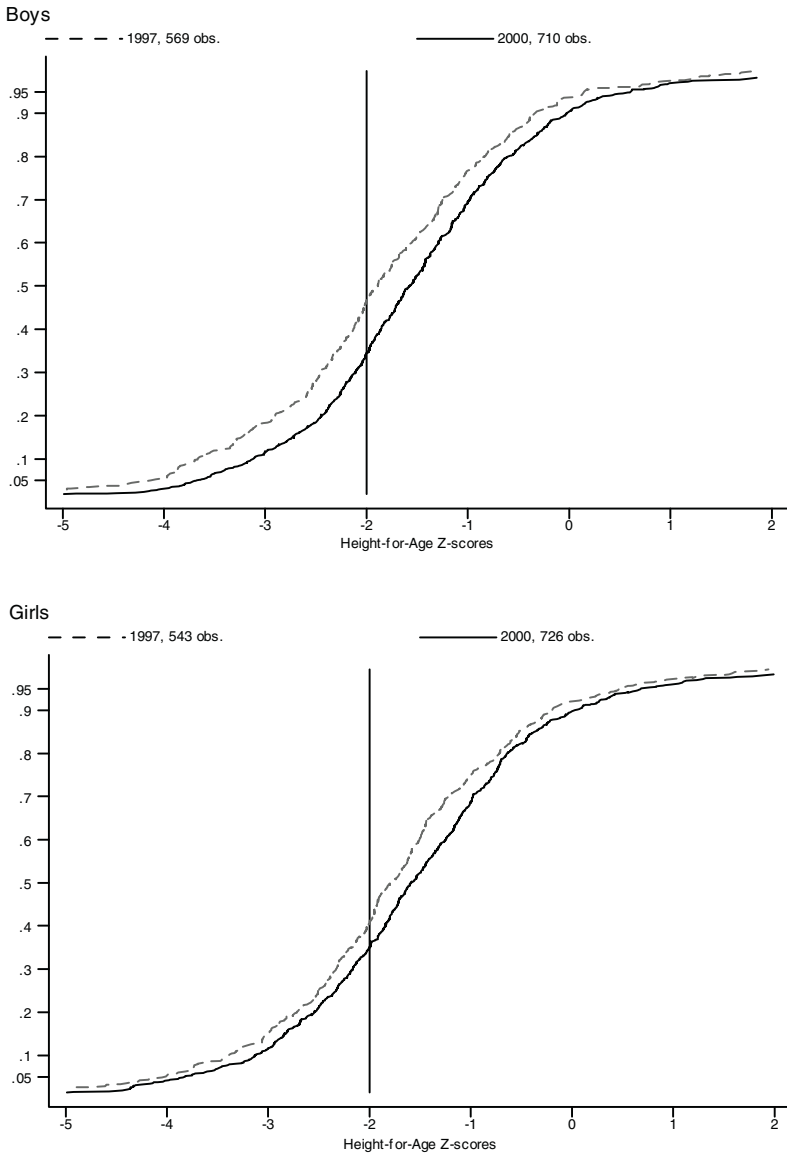 Boys
1997, 569 obs. 2000, 710 obs.
.95
.9
.8
.7
.6
.5
.4
.3
.2
.1
.05
-5 -4 -3 -2 -1 0 1 2
Height-for-Age Z-scores
Girls
1997, 543 obs. 2000, 726 obs.
.95
.9
.8
.7
.6
.5
.4
.3
.2
.1
.05
-5 -4 -3 -2 -1 0 1 2
Height-for-Age Z-scores